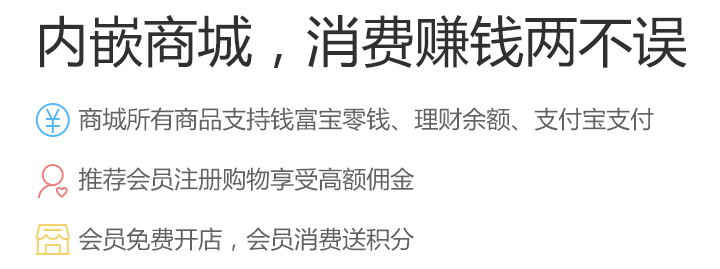 内嵌商城，消费赚钱两不误
商城所有商品支持钱富宝零钱、理财余额、支付宝支付
推荐会员注册购物享受高额佣金
会员免费开店，会员消费送积分